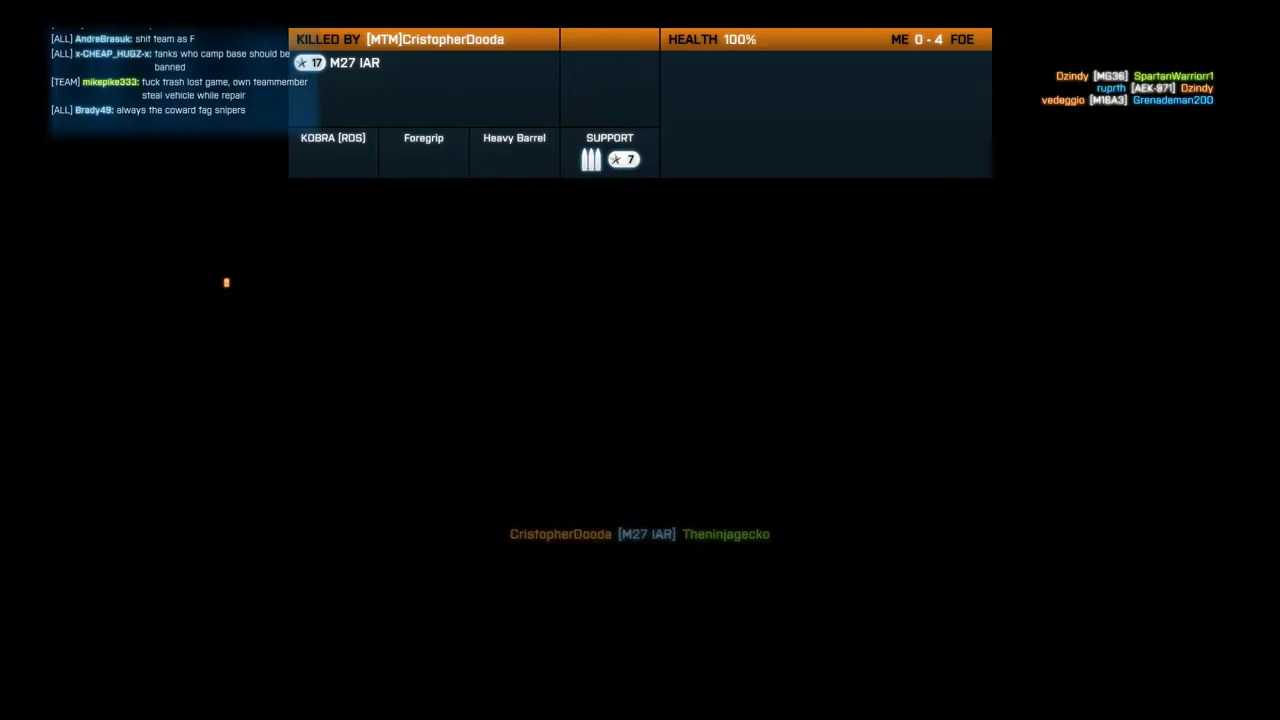 [ALL] AndreBrasuk: shit team as F
[ALL] x-CHEAP_HUGZ-x: tanks who camp base should be
banned
[TEAM] mikepike333: fuck trash lost game, own teammember
steal vehicle while repair
[ALL] Brady49: always the coward fag snipers
KILLED BY [MTM]CristopherDooda
HEALTH 100% ME 0 - 4 FOE
17 M27 IAR
KOBRA (RDS) Foregrip Heavy Barrel SUPPORT
7
Dzindy [MG36] SpartanWarriorr1
ruprth [AEK-971] Dzindy
vedeggio [M16A3] Grenademan200
CristopherDooda [M27 IAR] Theninjagecko